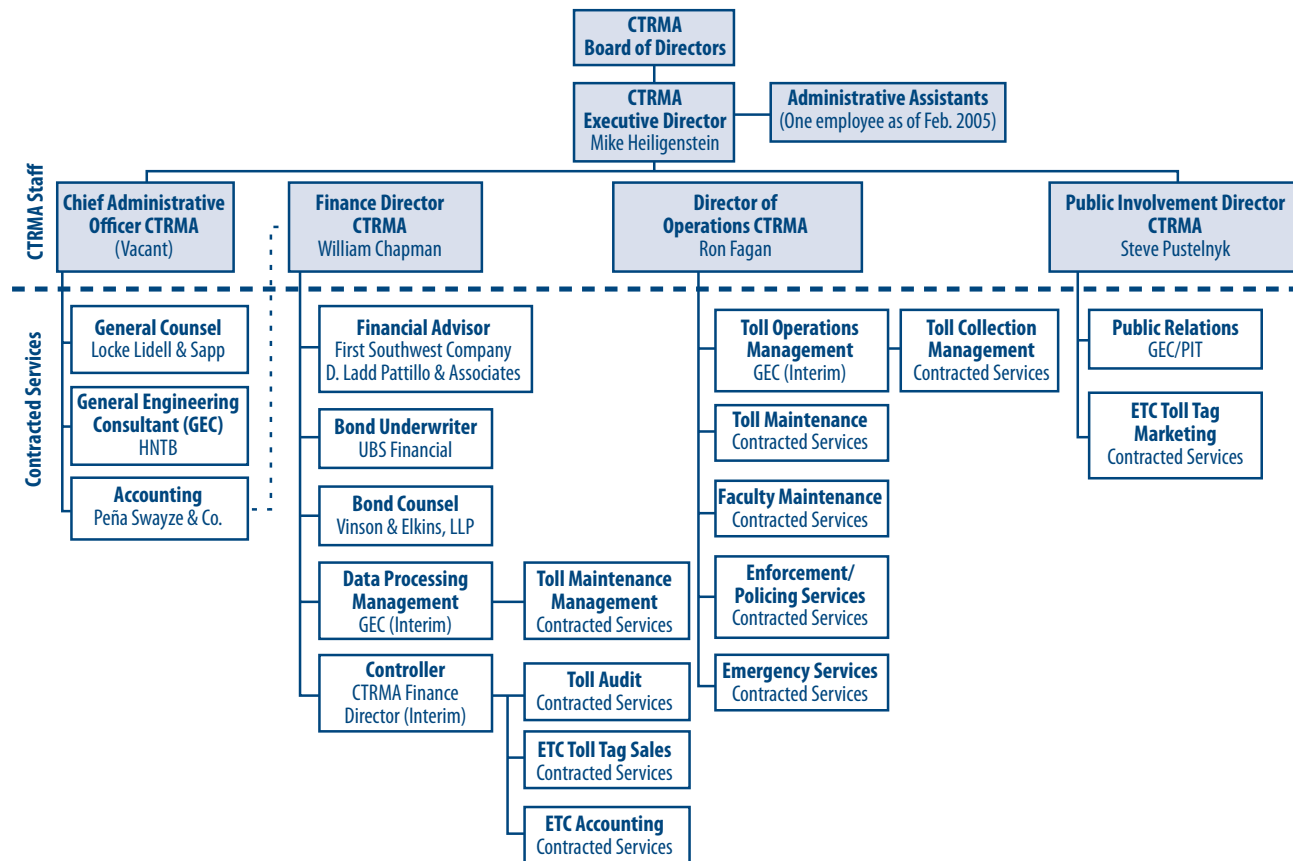 CTRMA
Board of Directors
CTRMA
Executive Director
Mike Heiligenstein
Administrative Assistants
(One employee as of Feb. 2005)
CTRMA Staff
Chief Administrative
Officer CTRMA
(Vacant)
Finance Director
CTRMA
William Chapman
Director of
Operations CTRMA
Ron Fagan
Public Involvement Director
CTRMA
Steve Pustelnyk
Contracted Services
General Counsel
Locke Lidell & Sapp
General Engineering
Consultant (GEC)
HNTB
Accounting
Peña Swayze & Co.
Financial Advisor
First Southwest Company
D. Ladd Pattillo & Associates
Bond Underwriter
UBS Financial
Bond Counsel
Vinson & Elkins, LLP
Data Processing
Management
GEC (Interim)
Toll Maintenance
Management
Contracted Services
Controller
CTRMA Finance
Director (Interim)
Toll Audit
Contracted Services
ETC Toll Tag Sales
Contracted Services
ETC Accounting
Contracted Services
Toll Operations
Management
GEC (Interim)
Toll Collection
Management
Contracted Services
Toll Maintenance
Contracted Services
Faculty Maintenance
Contracted Services
Enforcement/
Policing Services
Contracted Services
Emergency Services
Contracted Services
Public Relations
GEC/PIT
ETC Toll Tag
Marketing
Contracted Services